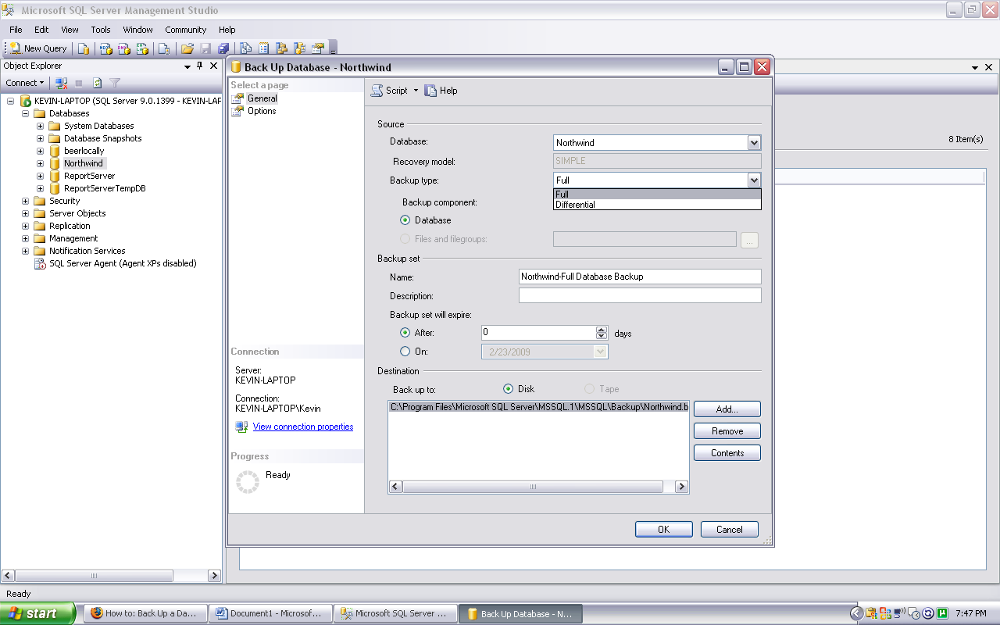 Microsoft SQL Server Management Studio
File Edit View Tools Window Community Help
New Query
Object Explorer
Connect
KEVIN-LAPTOP (SQL Server 9.0.1399 - KEVIN-LAP
Databases
System Databases
Database Snapshots
beerlocally
Northwind
ReportServer
ReportServerTempDB
Security
Server Objects
Replication
Management
Notification Services
SQL Server Agent (Agent XPs disabled)
8 Item(s)
Back Up Database - Northwind
Select a page
General
Options
Script Help
Source
Database: Northwind
Recovery model: SIMPLE
Backup type: Full
Full
Differential
Backup component:
Database
Files and filegroups: ...
Backup set
Name: Northwind-Full Database Backup
Description:
Backup set will expire:
After: 0 days
On: 2/23/2009
Destination
Back up to: Disk Tape
C:\Program Files\Microsoft SQL Server\MSSQL.1\MSSQL\Backup\Northwind.b
Add...
Remove
Contents
Connection
Server:
KEVIN-LAPTOP
Connection:
KEVIN-LAPTOP\Kevin
View connection properties
Progress
Ready
OK Cancel
Ready
start How to: Back Up a Da... Document1 - Microsof... Microsoft SQL Server ... Back Up Database - N... 7:47 PM